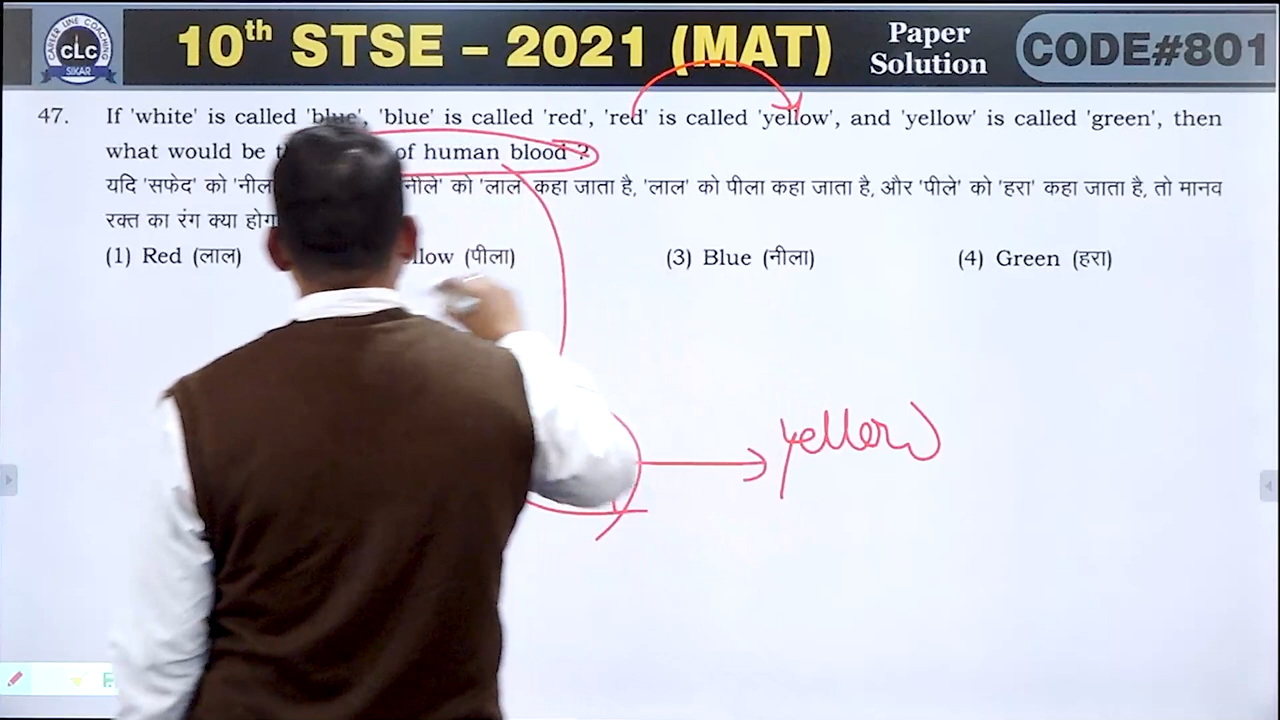 CAREER LINE COACHING
CLC
SIKAR
10th STSE – 2021 (MAT)
Paper
Solution
CODE#801
47. If 'white' is called 'blue', 'blue' is called 'red', 'red' is called 'yellow', and 'yellow' is called 'green', then
what would be of human blood ?
यदि 'सफेद' को को 'लाल' कहा जाता है, 'लाल' को पीला कहा जाता है, और 'पीले' को 'हरा' कहा जाता है, तो मानव
रक्त का रंग क्या
(1) Red (लाल) (पीला) (3) Blue (नीला) (4) Green (हरा)
yellow